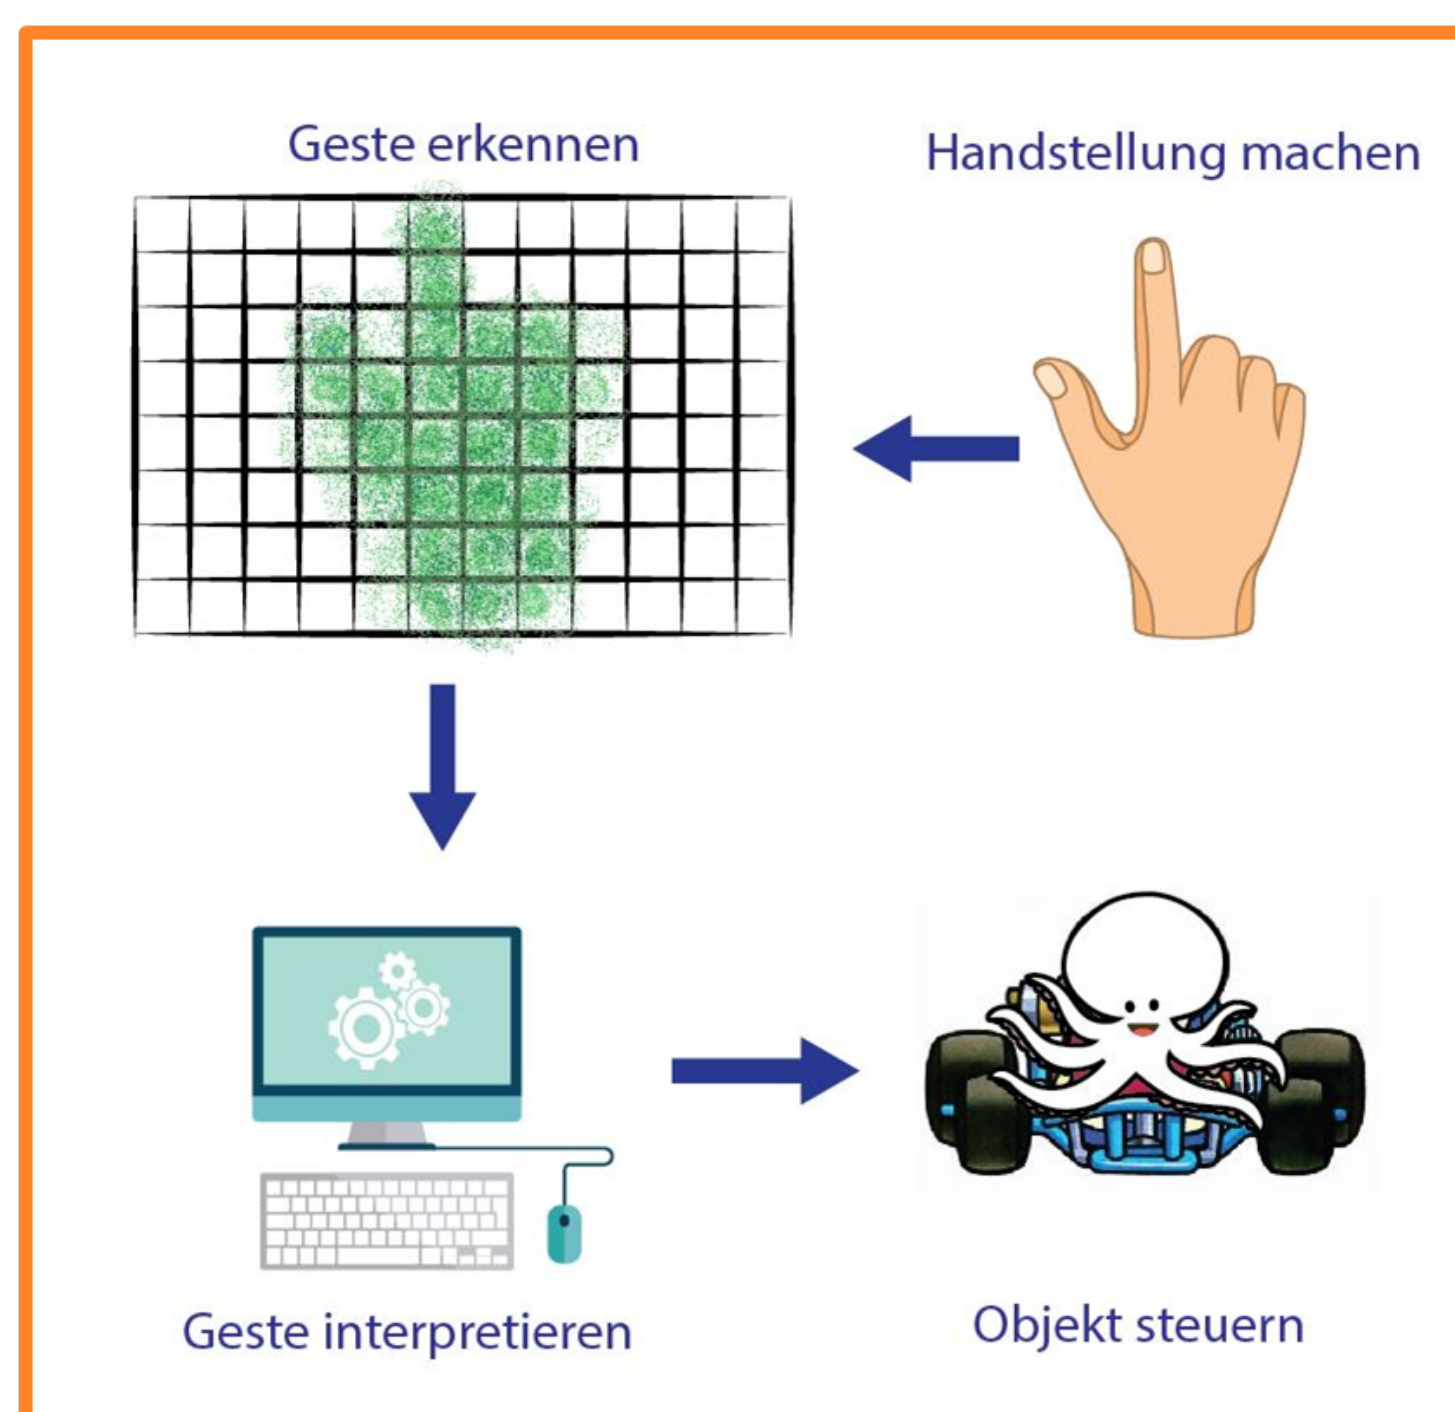 Geste erkennen
Handstellung machen
Geste interpretieren
Objekt steuern